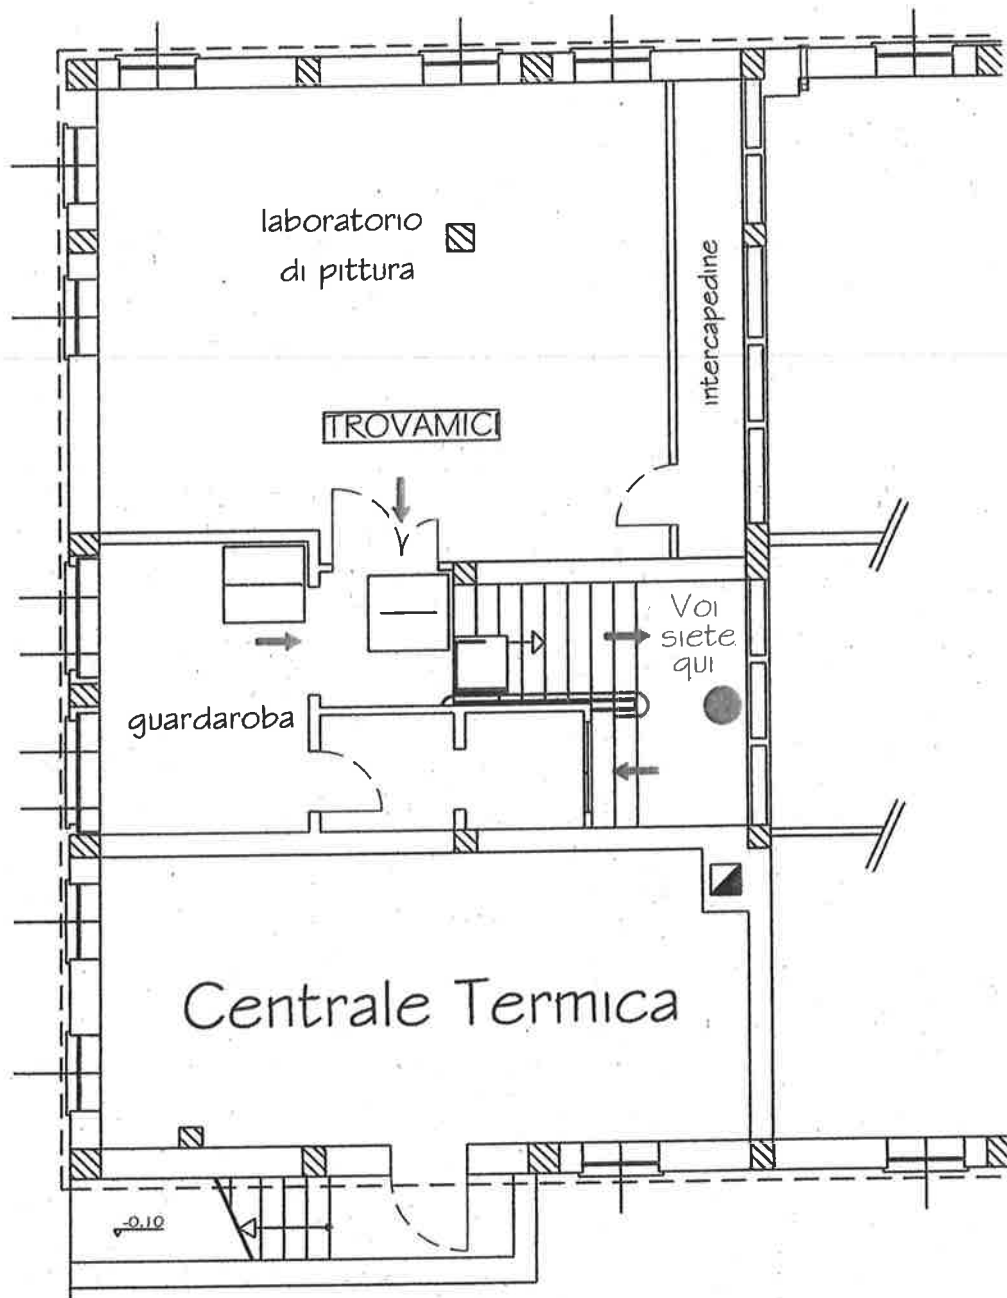 laboratorio
di pittura
intercapedine
TROVAMICI
Voi
siete
qui
guardaroba
Centrale Termica
-0.10